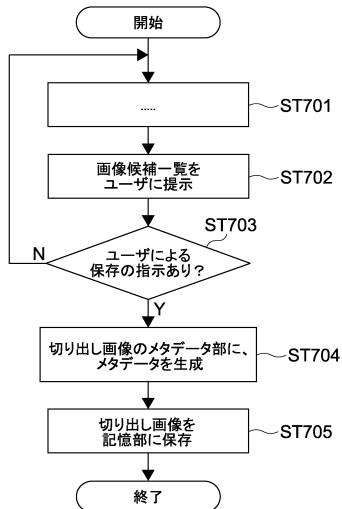 開始
.....
ST701
画像候補一覧を
ユーザに提示
ST702
ST703
ユーザによる
保存の指示あり?
N
Y
切り出し画像のメタデータ部に、
メタデータを生成
ST704
切り出し画像を
記憶部に保存
ST705
終了